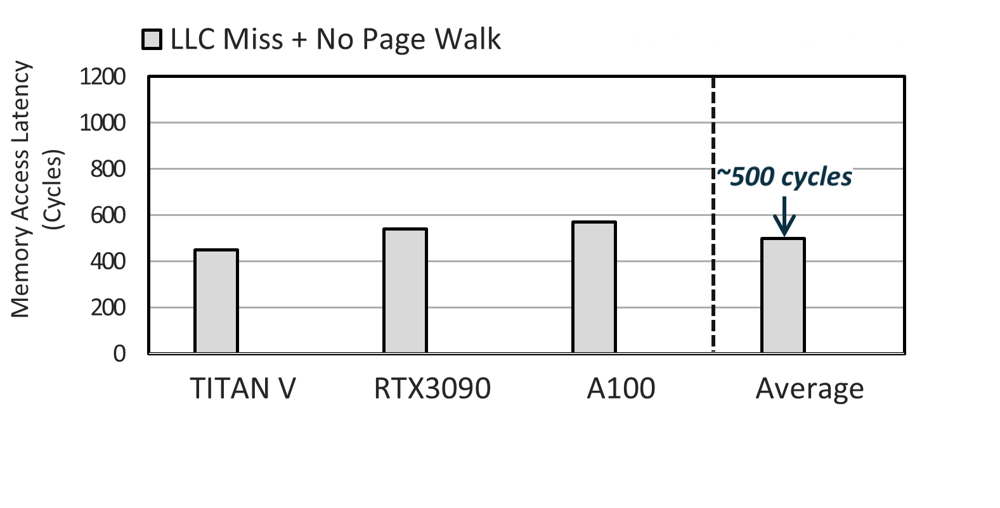 LLC Miss + No Page Walk
Memory Access Latency
(Cycles)
1200
1000
800
600
400
200
0
~500 cycles
TITAN V
RTX3090
A100
Average